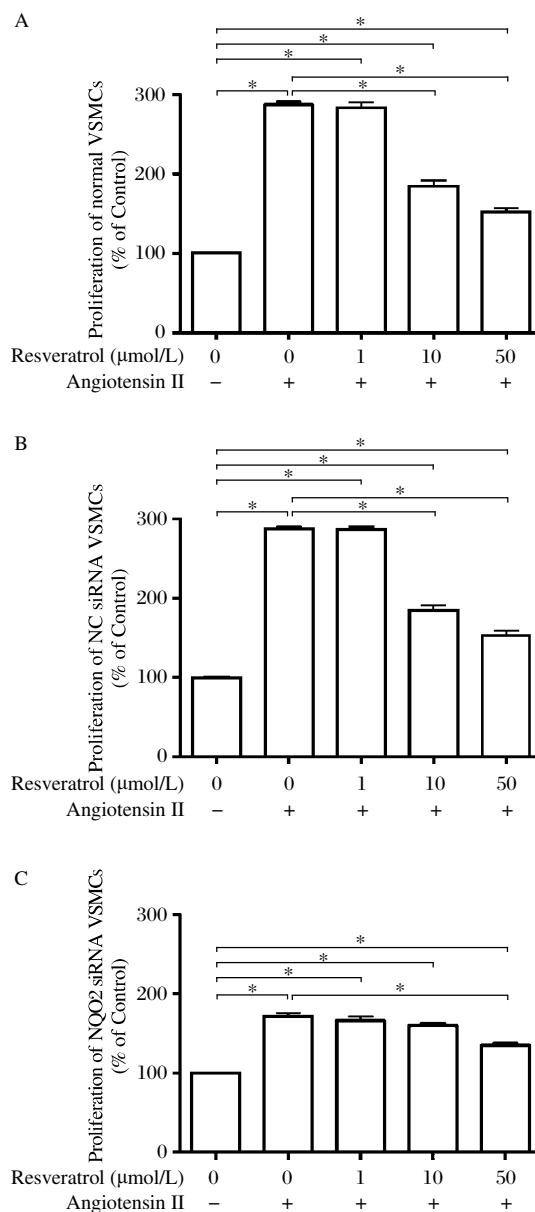 A
*
*
*
*
*
*
300
200
100
0
Proliferation of normal VSMCs
(% of Control)
Resveratrol (μmol/L) 0 0 1 10 50
Angiotensin II − + + + +
B
*
*
*
*
*
*
300
200
100
0
Proliferation of NC siRNA VSMCs
(% of Control)
Resveratrol (μmol/L) 0 0 1 10 50
Angiotensin II − + + + +
C
300
*
*
*
*
*
200
100
0
Proliferation of NQO2 siRNA VSMCs
(% of Control)
Resveratrol (μmol/L) 0 0 1 10 50
Angiotensin II − + + + +